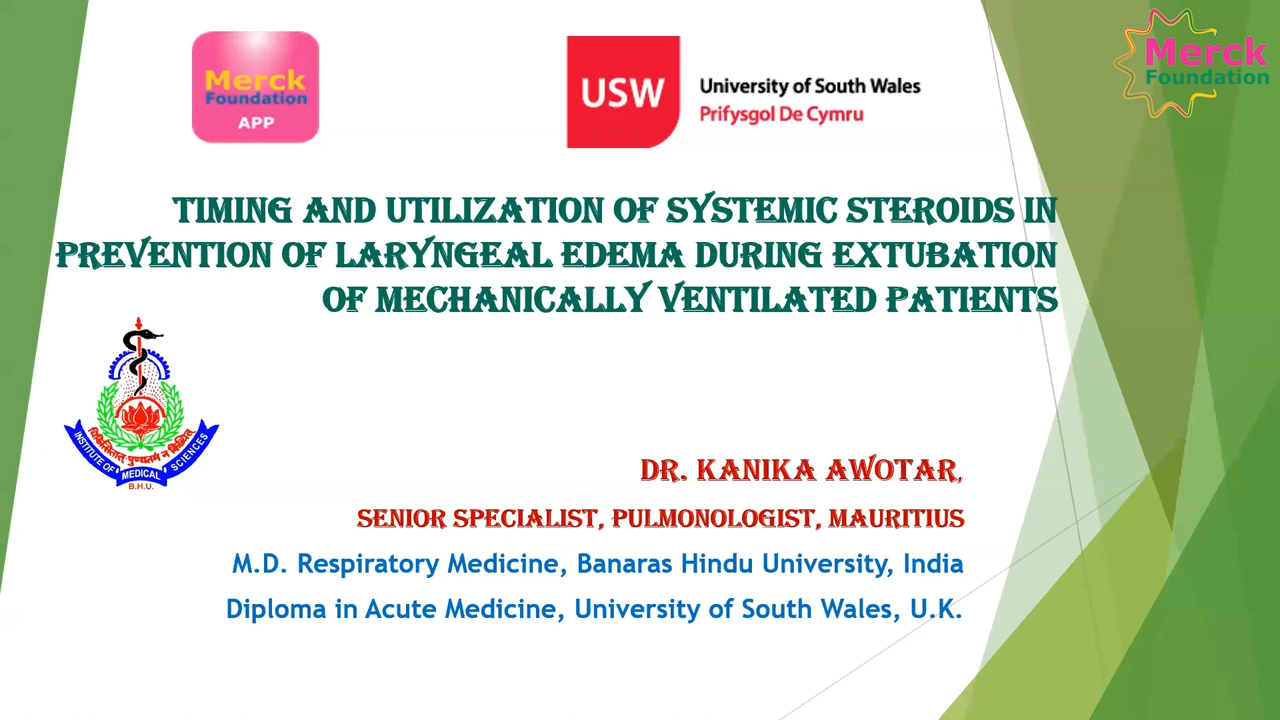 Merck
Foundation
APP
USW
University of South Wales
Prifysgol De Cymru
Merck
Foundation
TIMING AND UTILIZATION OF SYSTEMIC STEROIDS IN
PREVENTION OF LARYNGEAL EDEMA DURING EXTUBATION
OF MECHANICALLY VENTILATED PATIENTS
चिकित्सितात् पुण्यतमं न किञ्चित्
INSTITUTE OF MEDICAL SCIENCES
B.H.U.
DR. KANIKA AWOTAR,
SENIOR SPECIALIST, PULMONOLOGIST, MAURITIUS
M.D. Respiratory Medicine, Banaras Hindu University, India
Diploma in Acute Medicine, University of South Wales, U.K.